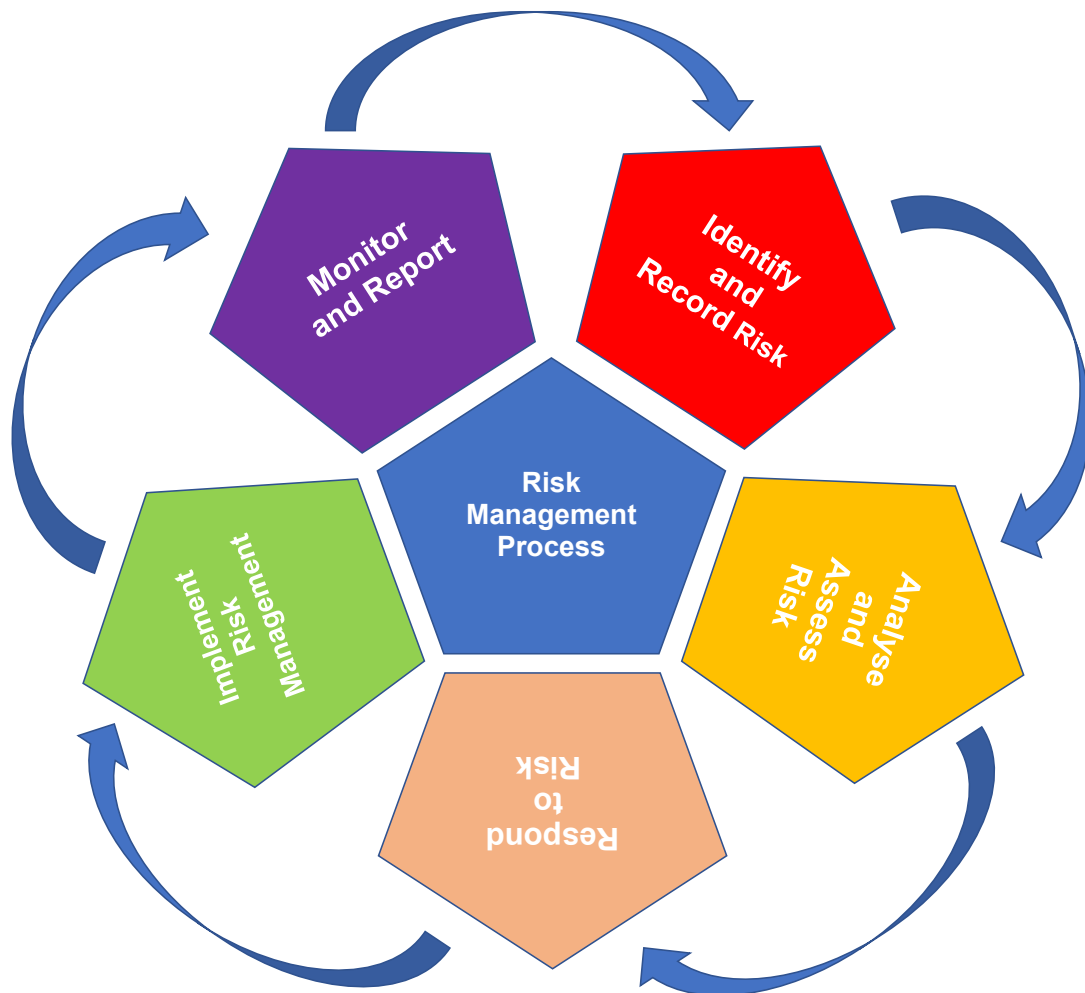 Monitor
and Report
Identify
and
Record Risk
Risk
Management
Process
Implement
Risk
Management
Analyse
and
Assess
Risk
Respond
to
Risk